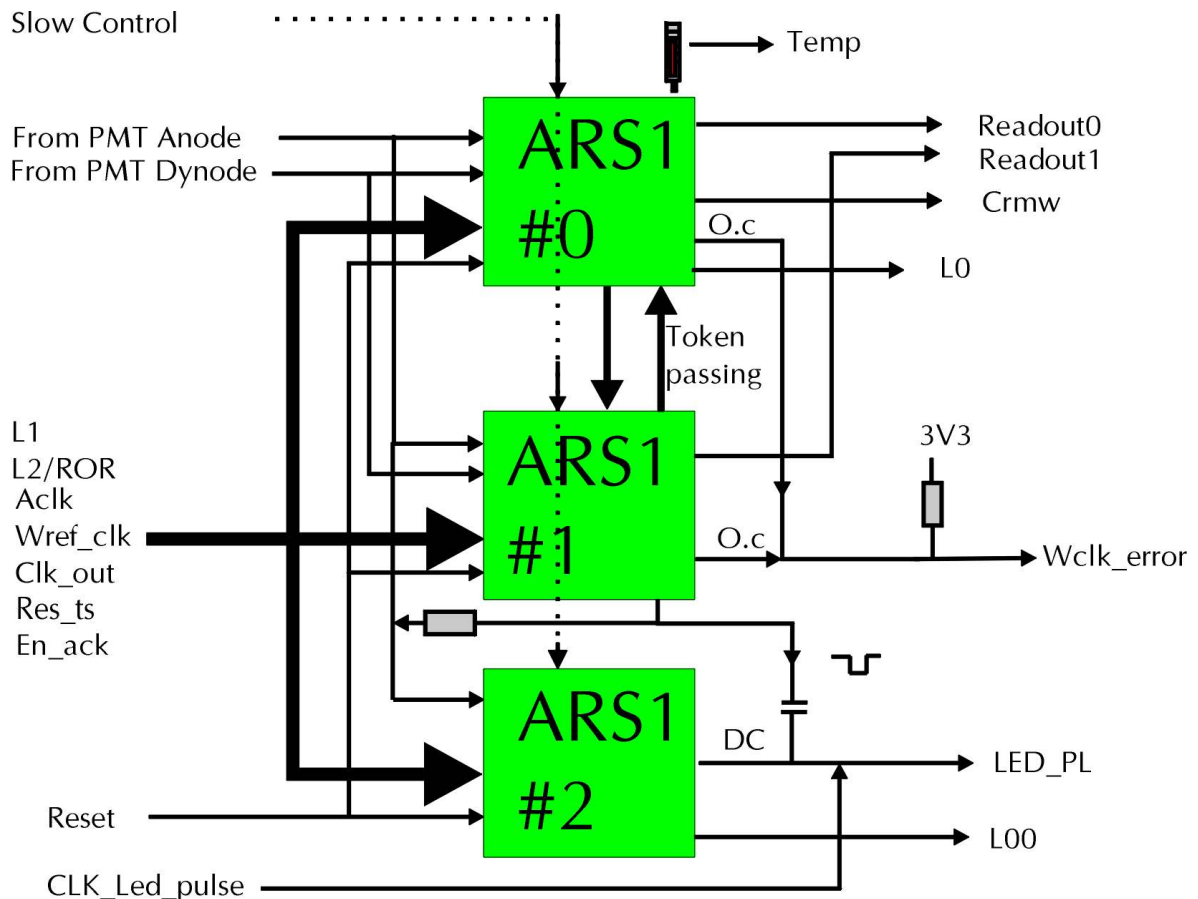 Slow Control
Temp
From PMT Anode
From PMT Dynode
ARS1
#0
Readout0
Readout1
Crmw
O.c
L0
Token
passing
L1
L2/ROR
Aclk
Wref_clk
Clk_out
Res_ts
En_ack
ARS1
#1
3V3
O.c
Wclk_error
ARS1
#2
DC
LED_PL
Reset
L00
CLK_Led_pulse